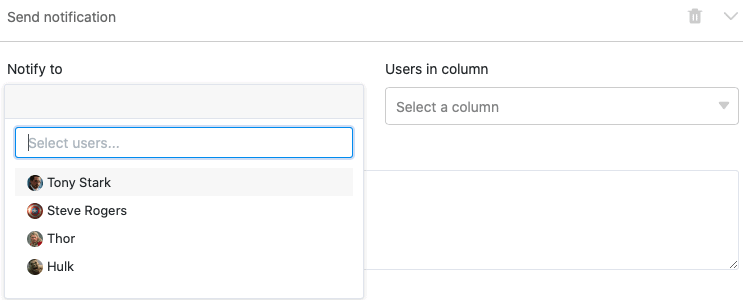 Send notification
Notify to
Users in column
Select a column
Select users...
Tony Stark
Steve Rogers
Thor
Hulk